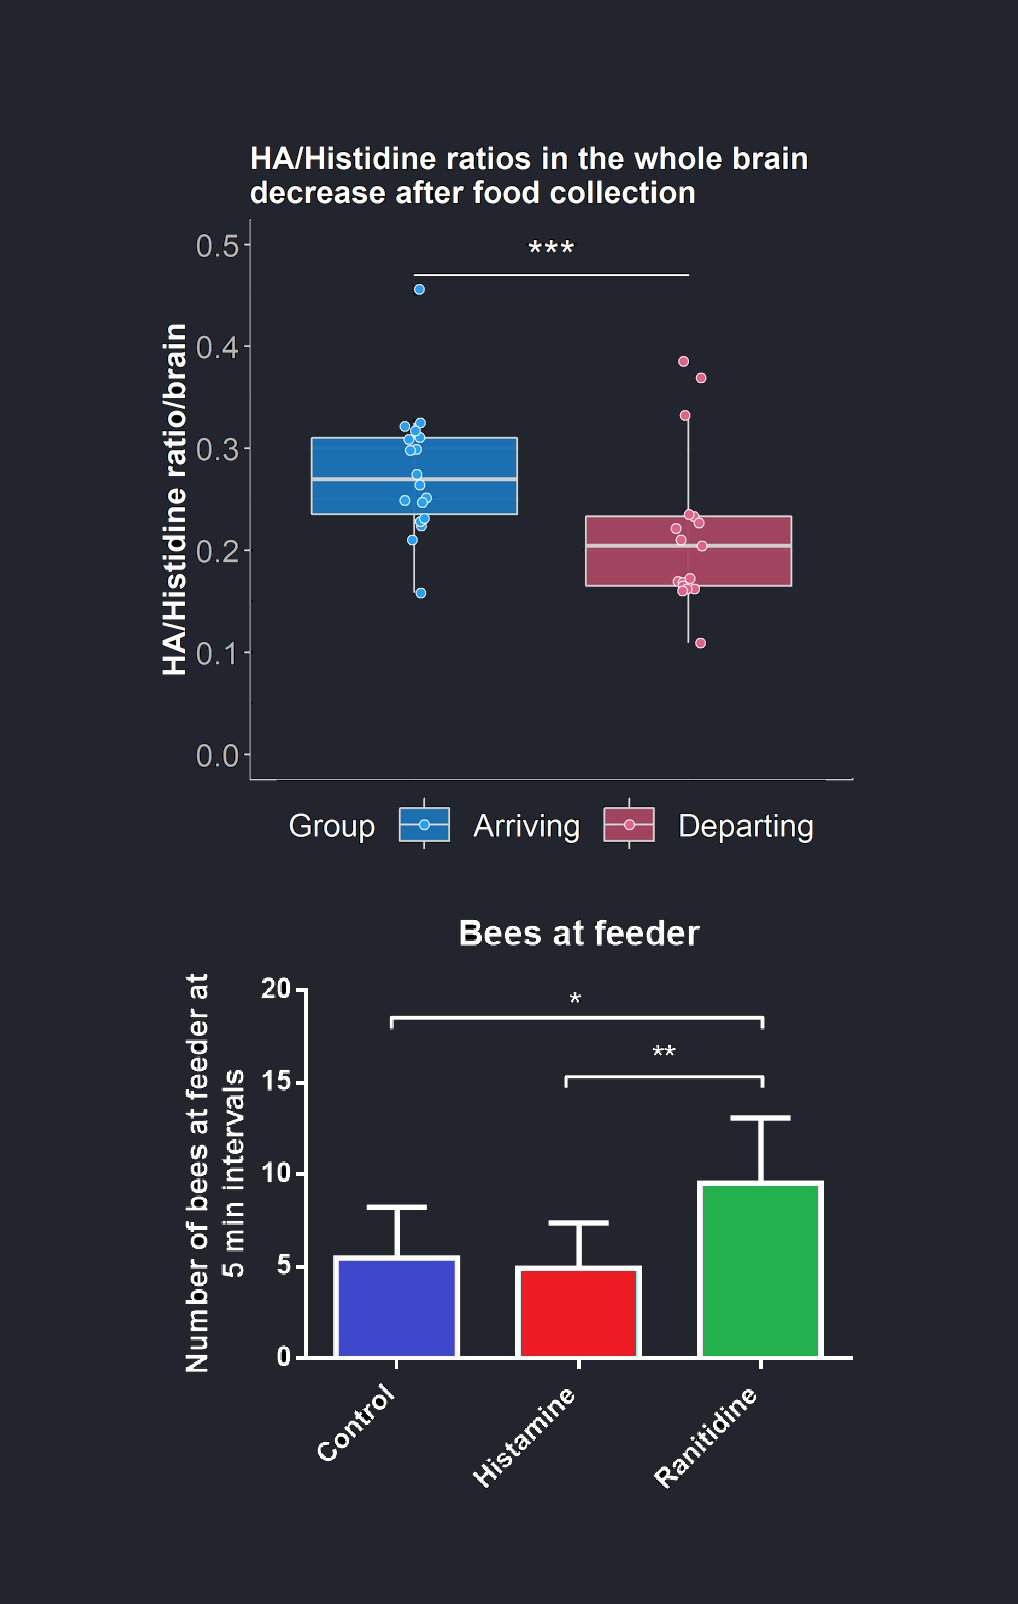 HA/Histidine ratios in the whole brain
decrease after food collection
***
0.5
0.4
0.3
0.2
0.1
0.0
HA/Histidine ratio/brain
Group Arriving Departing
Bees at feeder
Number of bees at feeder at
5 min intervals
20
15
10
5
0
*
**
Control
Histamine
Ranitidine